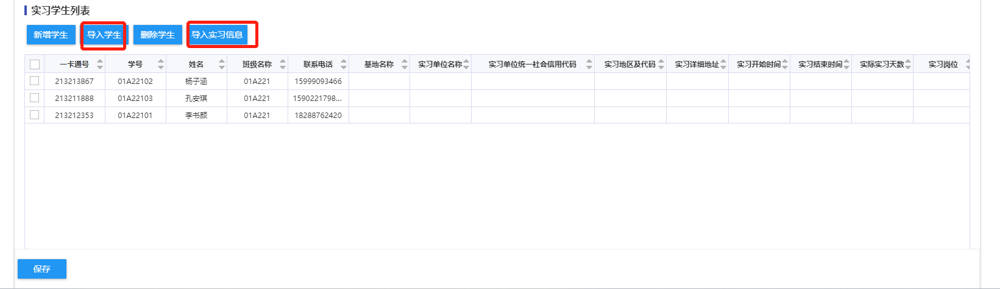 实习学生列表
新增学生 导入学生 删除学生 导入实习信息
一卡通号 学号 姓名 班级名称 联系电话 基地名称 实习单位名称 实习单位统一社会信用代码 实习地区及代码 实习详细地址 实习开始时间 实习结束时间 实际实习天数 实习岗位
213213867 01A22102 杨子涵 01A221 15999093466
213211888 01A22103 孔安琪 01A221 1590221798...
213212353 01A22101 李书颜 01A221 18288762420
保存